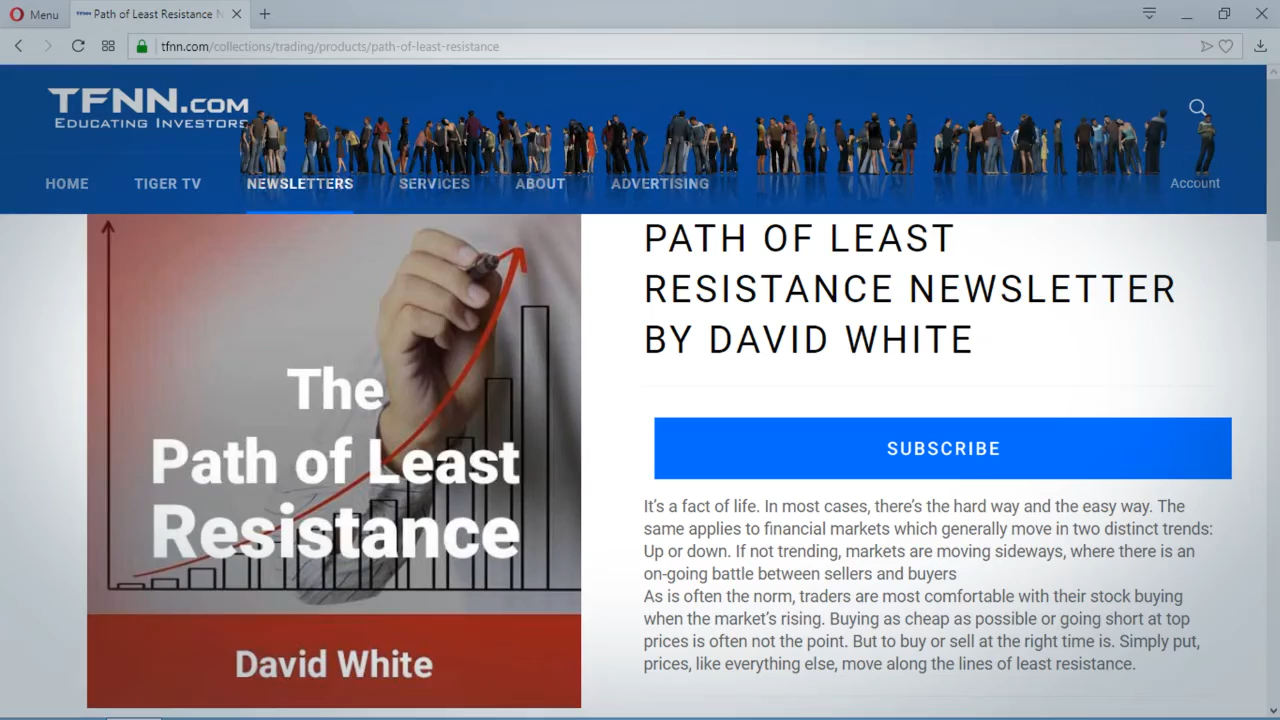 Menu
Path of Least Resistance N
tfnn.com/collections/trading/products/path-of-least-resistance
TFNN.COM
EDUCATING INVESTORS
HOME
TIGER TV
NEWSLETTERS
SERVICES
ABOUT
ADVERTISING
Account
The
Path of Least
Resistance
David White
PATH OF LEAST
RESISTANCE NEWSLETTER
BY DAVID WHITE
SUBSCRIBE
It's a fact of life. In most cases, there's the hard way and the easy way. The
same applies to financial markets which generally move in two distinct trends:
Up or down. If not trending, markets are moving sideways, where there is an
on-going battle between sellers and buyers
As is often the norm, traders are most comfortable with their stock buying
when the market's rising. Buying as cheap as possible or going short at top
prices is often not the point. But to buy or sell at the right time is. Simply put,
prices, like everything else, move along the lines of least resistance.